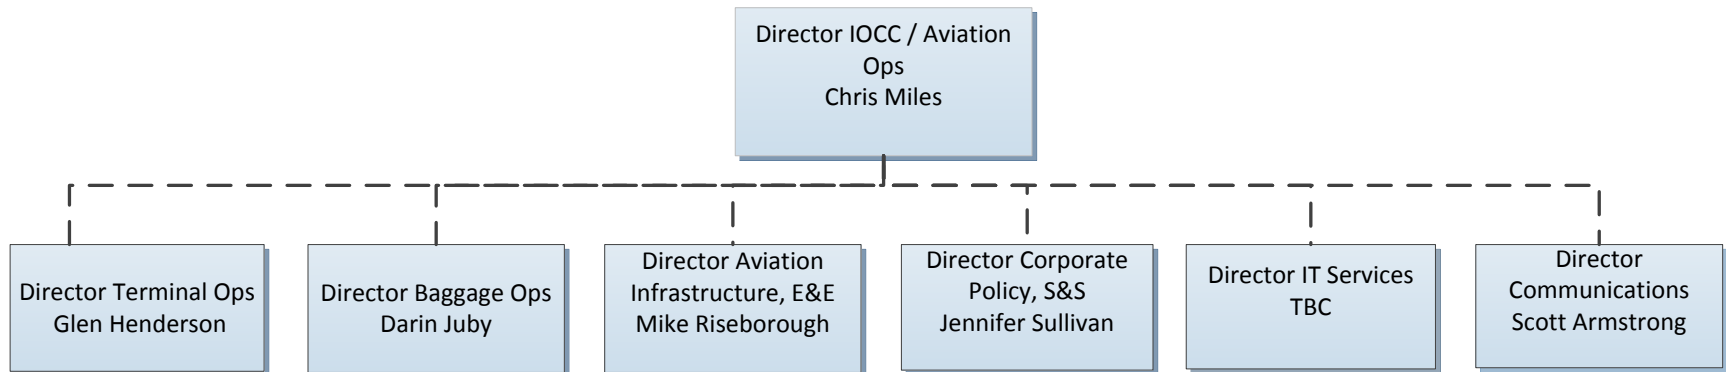 Director IOCC / Aviation
Ops
Chris Miles
Director Terminal Ops
Glen Henderson
Director Baggage Ops
Darin Juby
Director Aviation
Infrastructure, E&E
Mike Riseborough
Director Corporate
Policy, S&S
Jennifer Sullivan
Director IT Services
TBC
Director
Communications
Scott Armstrong